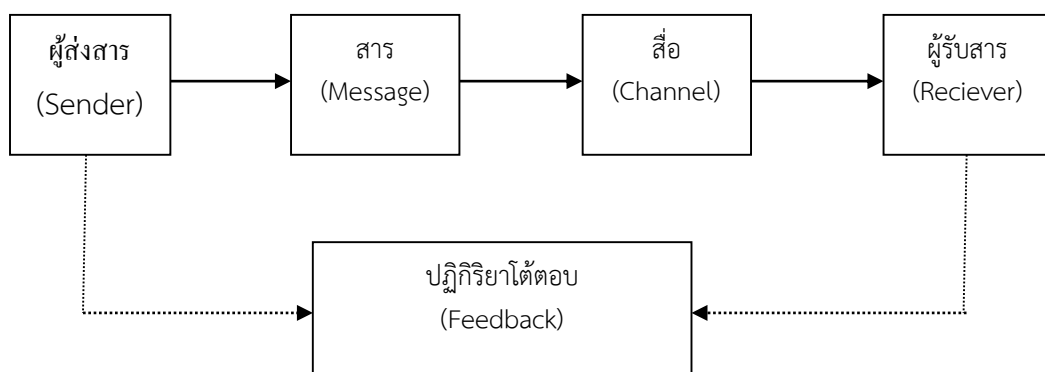 ผู้ส่งสาร
(Sender)
สาร
(Message)
สื่อ
(Channel)
ผู้รับสาร
(Reciever)
ปฏิกิริยาโต้ตอบ
(Feedback)